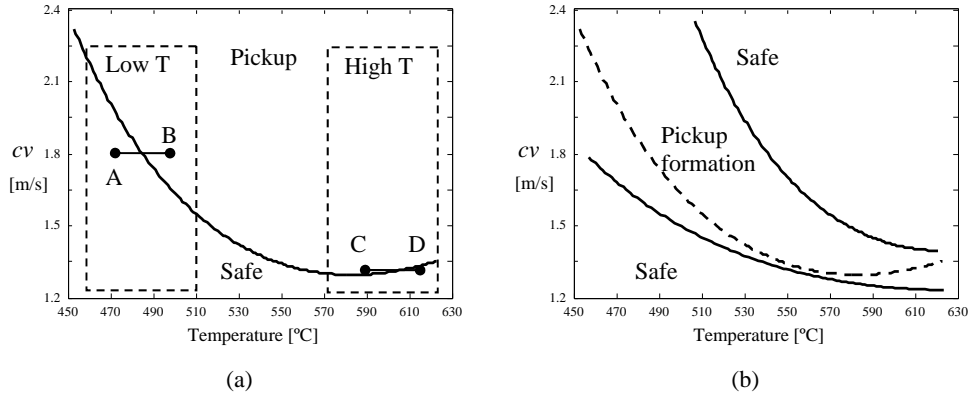 2.4
2.1
1.8
1.5
1.2
cv
[m/s]
Low T
Pickup
High T
B
A
C
D
Safe
450 470 490 510 530 550 570 590 610 630
Temperature [ºC]
(a)
2.4
2.1
1.8
1.5
1.2
cv
[m/s]
Safe
Pickup
formation
Safe
450 470 490 510 530 550 570 590 610 630
Temperature [ºC]
(b)